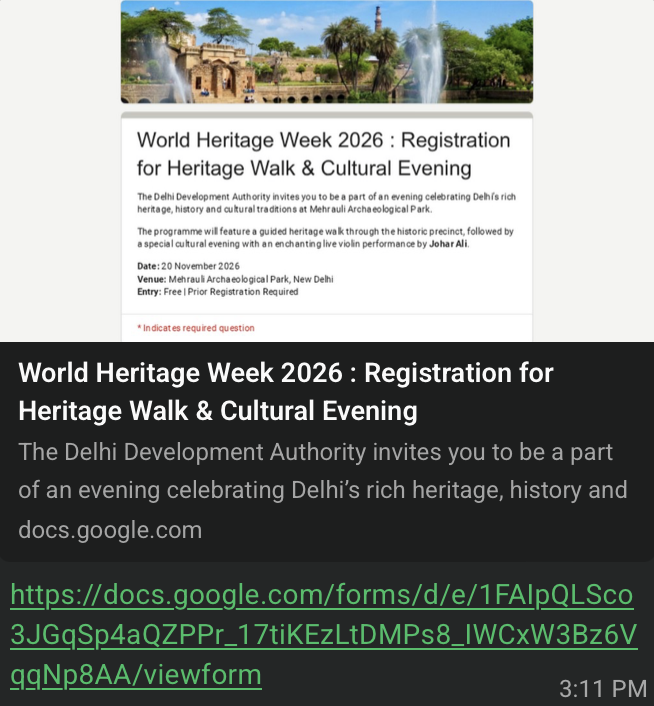 World Heritage Week 2026 : Registration
for Heritage Walk & Cultural Evening
The Delhi Development Authority invites you to be a part of an evening celebrating Delhi's rich
heritage, history and cultural traditions at Mehrauli Archaeological Park.
The programme will feature a guided heritage walk through the historic precinct, followed by
a special cultural evening with an enchanting live violin performance by Johar Ali.
Date: 20 November 2026
Venue: Mehrauli Archaeological Park, New Delhi
Entry: Free | Prior Registration Required
* Indicates required question
World Heritage Week 2026 : Registration for
Heritage Walk & Cultural Evening
The Delhi Development Authority invites you to be a part
of an evening celebrating Delhi’s rich heritage, history and
docs.google.com
https://docs.google.com/forms/d/e/1FAIpQLSco
3JGqSp4aQZPPr_17tiKEzLtDMPs8_IWCxW3Bz6V
qqNp8AA/viewform
3:11 PM